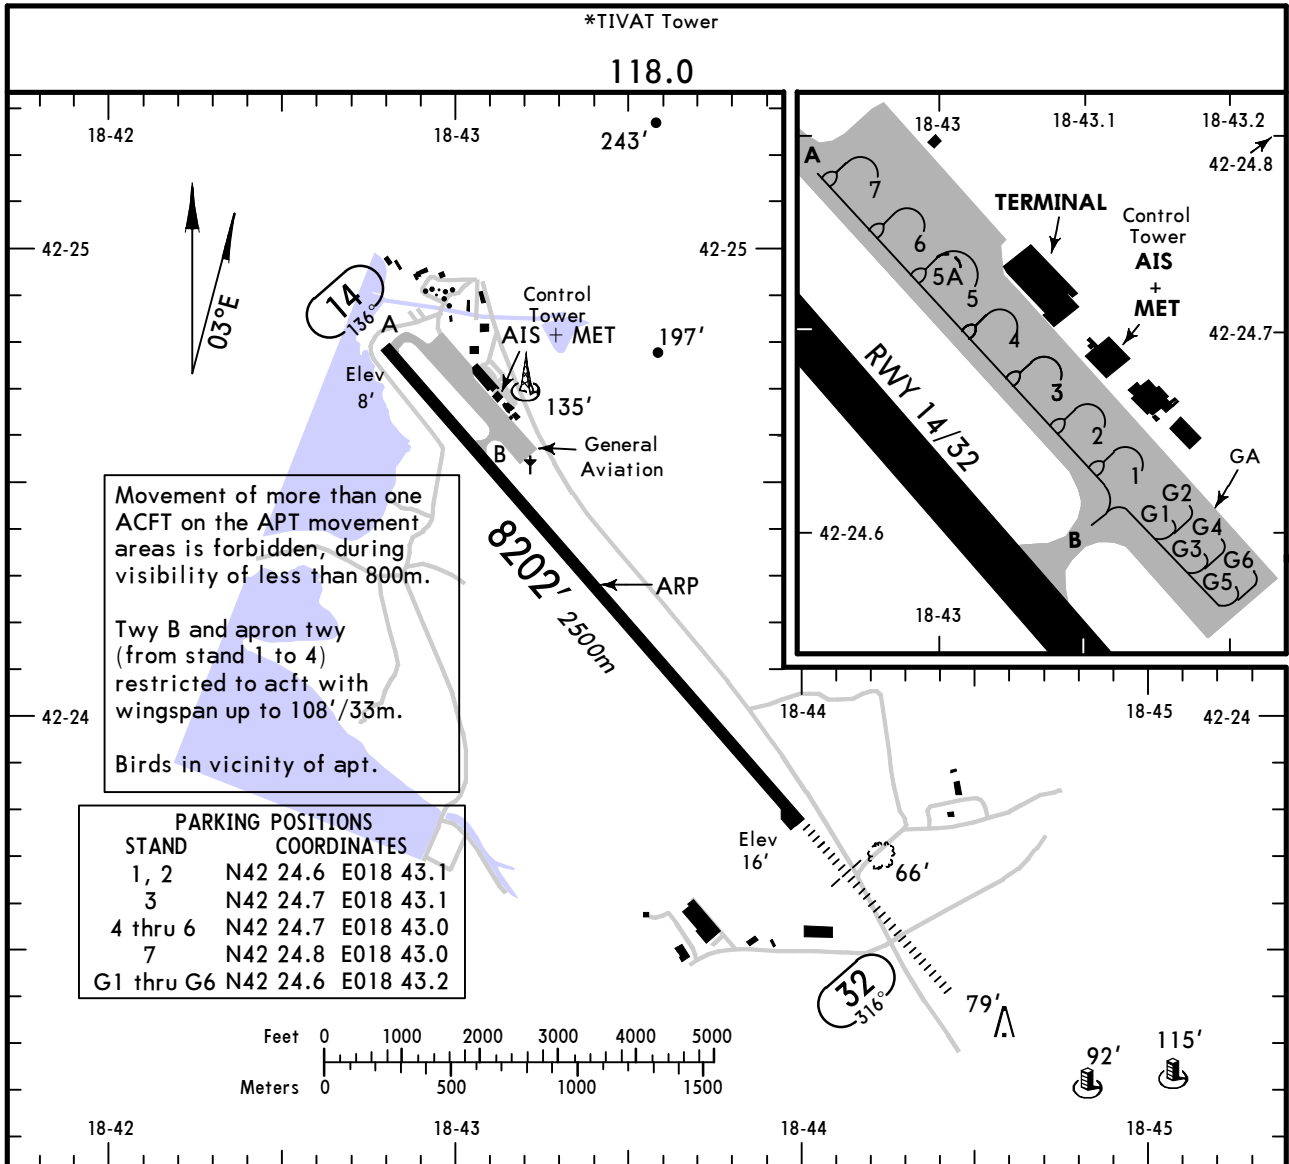 *TIVAT Tower
118.0
18-42
18-43
243'
42-25
42-25
03°E
14
136°
A
Elev
8'
Control
Tower
AIS + MET
197'
135'
B
General
Aviation
Movement of more than one
ACFT on the APT movement
areas is forbidden, during
visibility of less than 800m.
Twy B and apron twy
(from stand 1 to 4)
restricted to acft with
wingspan up to 108'/33m.
Birds in vicinity of apt.
8202' 2500m
ARP
18-43
18-43.1
18-43.2
42-24.8
A
7
6
5A
5
4
3
2
1
TERMINAL
Control
Tower
AIS
+
MET
42-24.7
RWY 14/32
GA
G2
G1
G4
G3
G6
G5
42-24.6
B
18-43
42-24
18-44
18-45
42-24
PARKING POSITIONS
STAND COORDINATES
1, 2 N42 24.6 E018 43.1
3 N42 24.7 E018 43.1
4 thru 6 N42 24.7 E018 43.0
7 N42 24.8 E018 43.0
G1 thru G6 N42 24.6 E018 43.2
Elev
16'
66'
32
316°
79'
92'
115'
Feet 0 1000 2000 3000 4000 5000
Meters 0 500 1000 1500
18-42
18-43
18-44
18-45